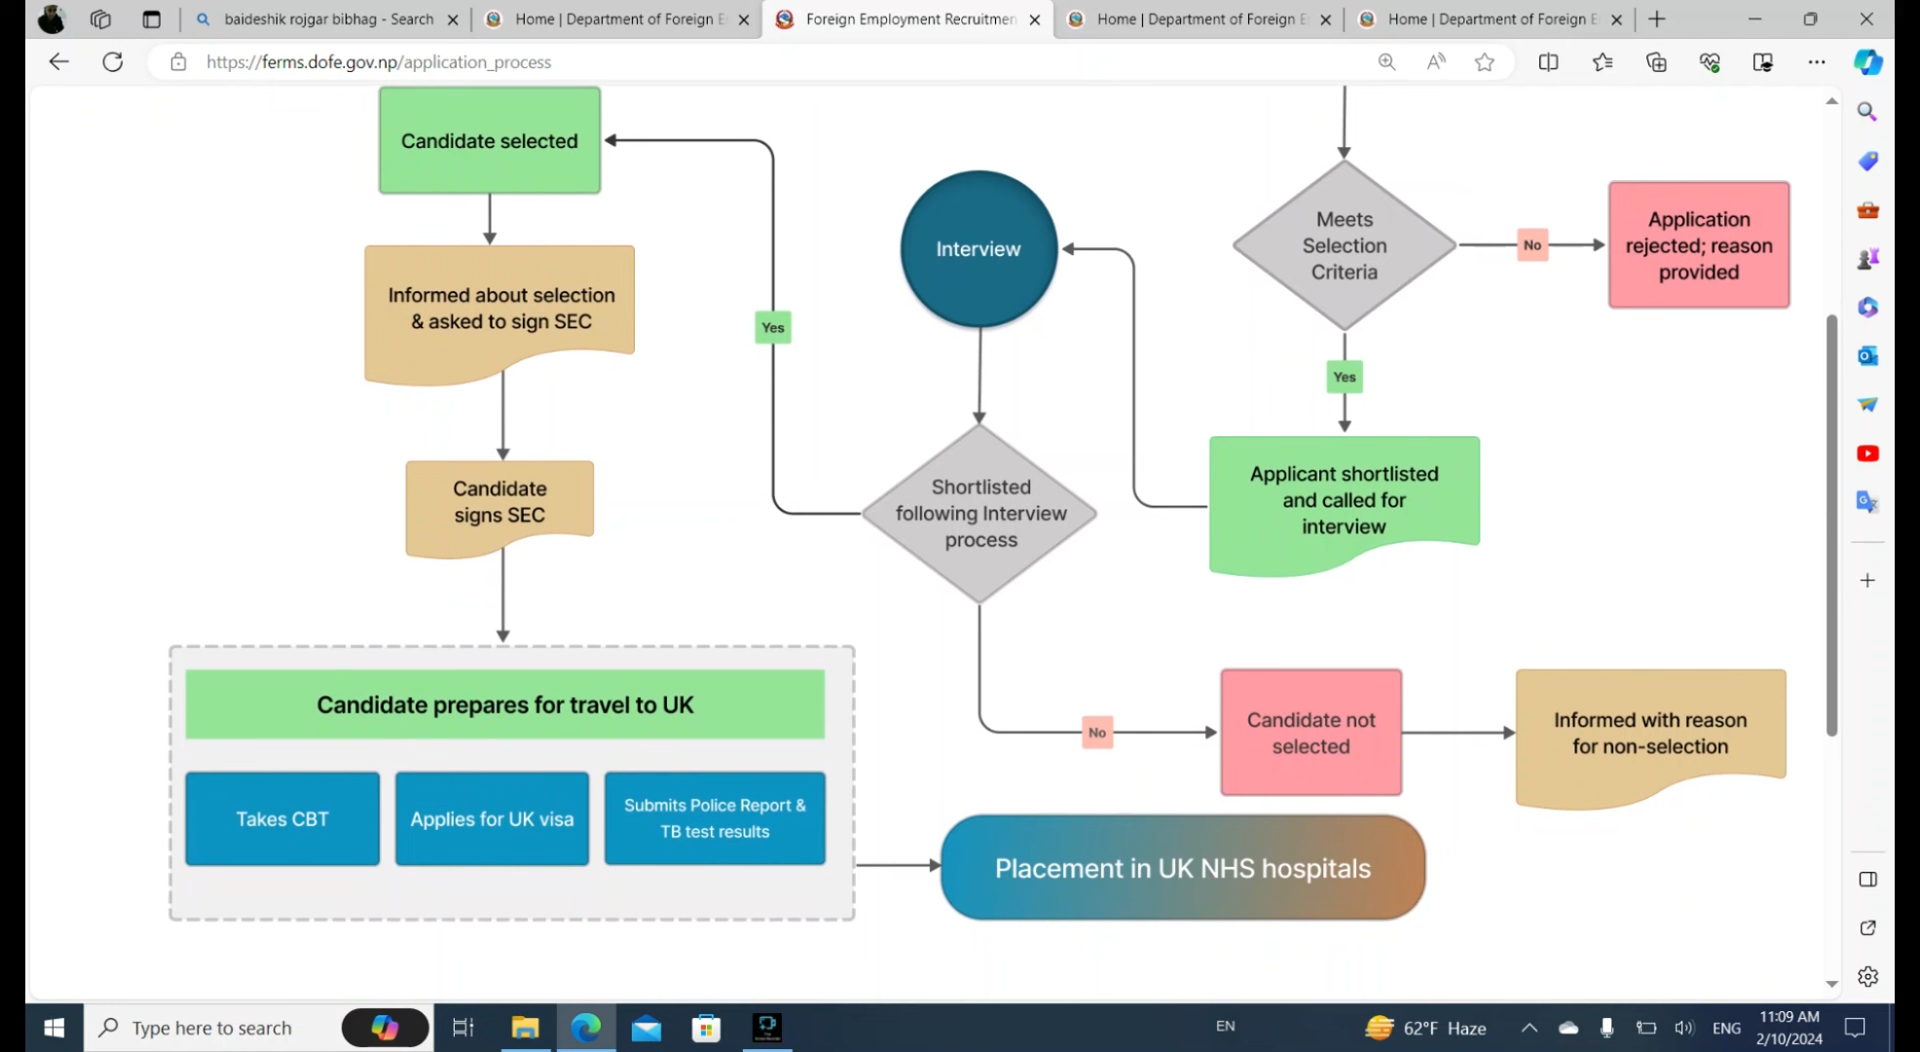 baideshik rojgar bibhag - Search
Home | Department of Foreign E
Foreign Employment Recruitmen
Home | Department of Foreign E
Home | Department of Foreign E
https://ferms.dofe.gov.np/application_process
Candidate selected
Informed about selection
& asked to sign SEC
Candidate
signs SEC
Yes
Interview
Shortlisted
following Interview
process
Meets
Selection
Criteria
No
Application
rejected; reason
provided
Yes
Applicant shortlisted
and called for
interview
Candidate prepares for travel to UK
Takes CBT
Applies for UK visa
Submits Police Report &
TB test results
No
Candidate not
selected
Informed with reason
for non-selection
Placement in UK NHS hospitals
Type here to search
EN
62°F Haze
ENG
11:09 AM
2/10/2024